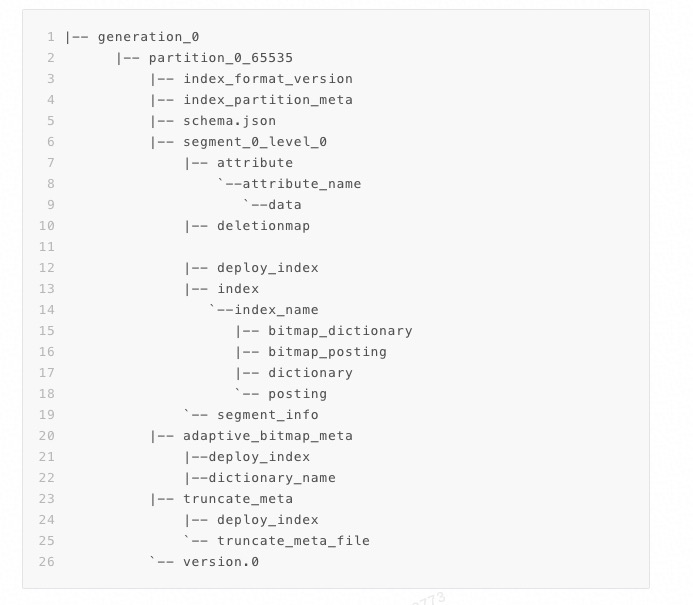 1 |-- generation_0
2       |-- partition_0_65535
3           |-- index_format_version
4           |-- index_partition_meta
5           |-- schema.json
6           |-- segment_0_level_0
7               |-- attribute
8                   `--attribute_name
9                      `--data
10              |-- deletionmap
11
12              |-- deploy_index
13              |-- index
14                 `--index_name
15                    |-- bitmap_dictionary
16                    |-- bitmap_posting
17                    |-- dictionary
18                    `-- posting
19              `-- segment_info
20          |-- adaptive_bitmap_meta
21              |--deploy_index
22              |--dictionary_name
23          |-- truncate_meta
24              |-- deploy_index
25              `-- truncate_meta_file
26          `-- version.0